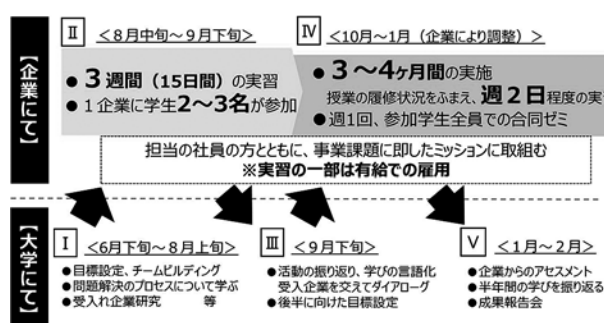 【企業にて】
Ⅱ <8月中旬～9月下旬>
● 3週間（15日間）の実習
● 1企業に学生2～3名が参加
Ⅳ <10月～1月（企業により調整）>
● 3～4ヶ月間の実施
授業の履修状況をふまえ、週2日程度の実
● 週1回、参加学生全員での合同ゼミ
担当の社員の方とともに、事業課題に即したミッションに取組む
※実習の一部は有給での雇用
【大学にて】
Ⅰ <6月下旬～8月上旬>
●目標設定、チームビルディング
●問題解決のプロセスについて学ぶ
●受入れ企業研究　等
Ⅲ <9月下旬>
●活動の振り返り、学びの言語化
受入企業を交えてダイアローグ
●後半に向けた目標設定
Ⅴ <1月～2月>
●企業からのアセスメント
●半年間の学びを振り返る
●成果報告会